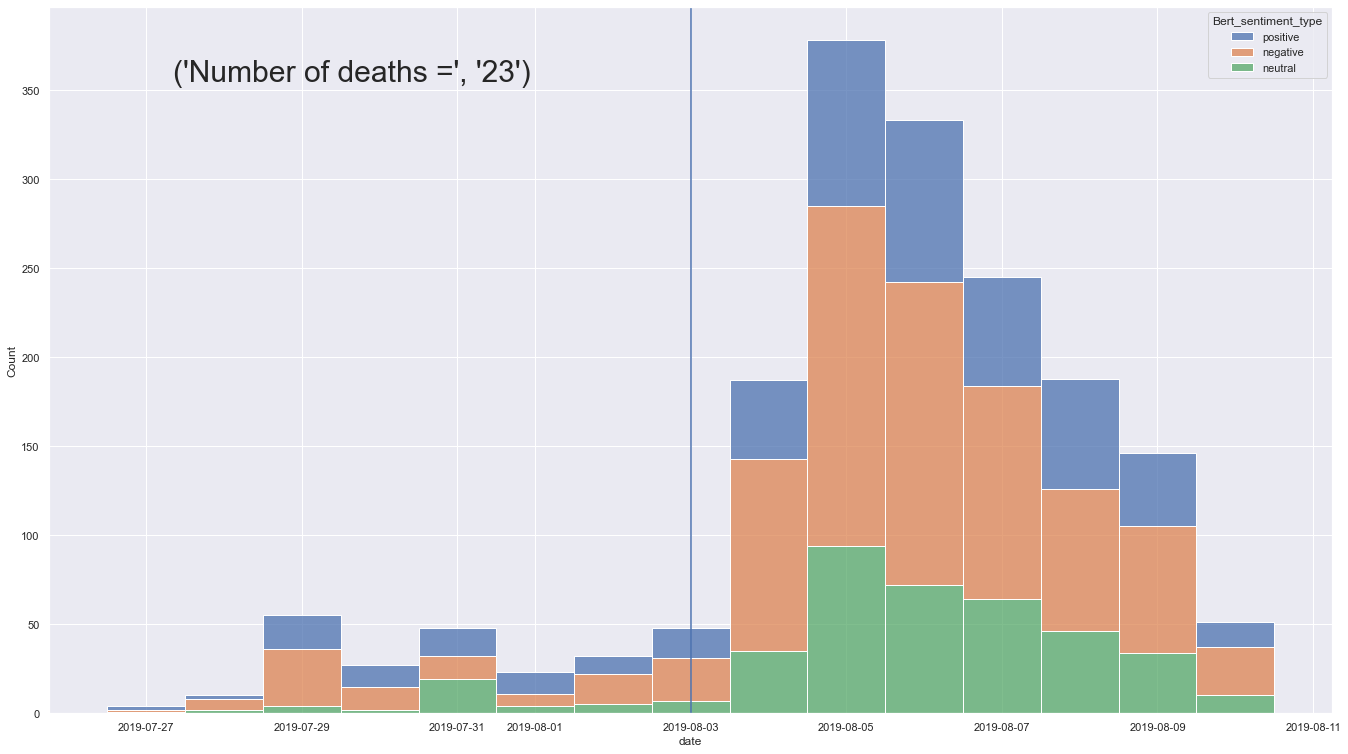 ('Number of deaths =', '23')
Bert_sentiment_type
positive
negative
neutral
Count
350
300
250
200
150
100
50
0
2019-07-27 2019-07-29 2019-07-31 2019-08-01 2019-08-03 2019-08-05 2019-08-07 2019-08-09 2019-08-11
date